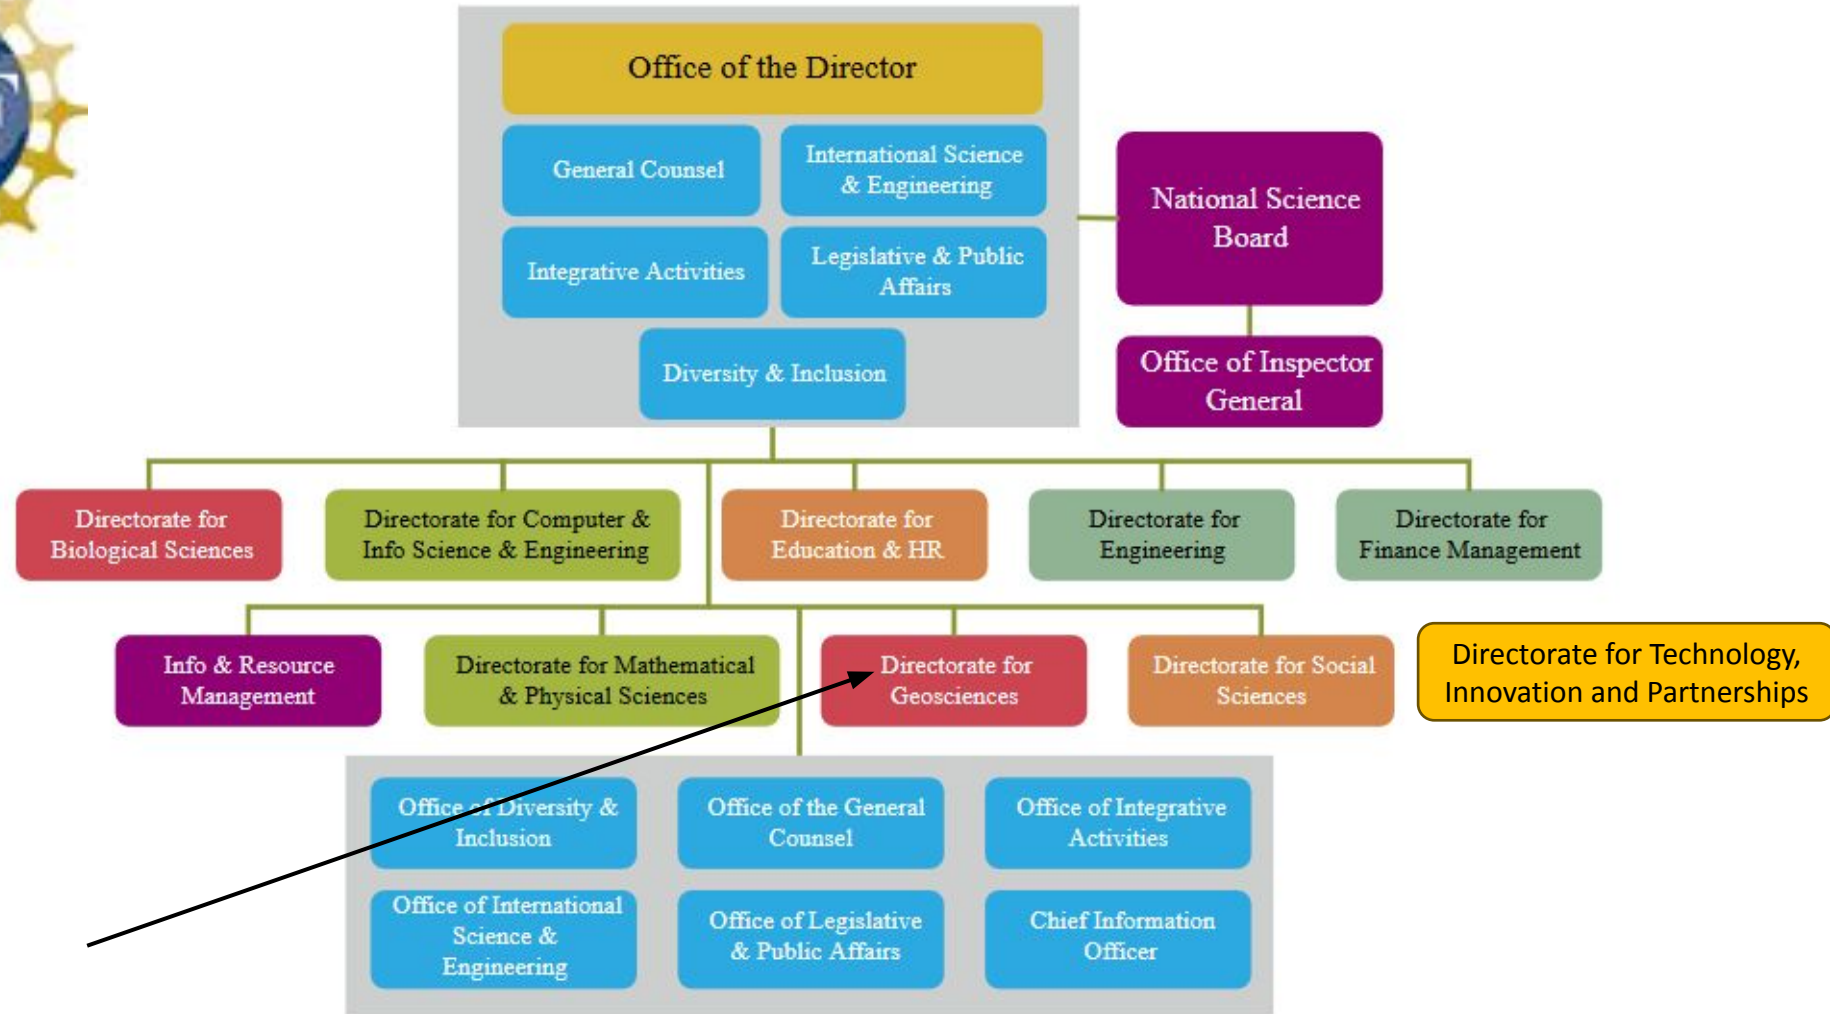 Office of the Director
General Counsel
International Science
& Engineering
Integrative Activities
Legislative & Public
Affairs
Diversity & Inclusion
National Science
Board
Office of Inspector
General
Directorate for
Biological Sciences
Directorate for Computer &
Info Science & Engineering
Directorate for
Education & HR
Directorate for
Engineering
Directorate for
Finance Management
Info & Resource
Management
Directorate for Mathematical
& Physical Sciences
Directorate for
Geosciences
Directorate for Social
Sciences
Directorate for Technology,
Innovation and Partnerships
Office of Diversity &
Inclusion
Office of the General
Counsel
Office of Integrative
Activities
Office of International
Science &
Engineering
Office of Legislative
& Public Affairs
Chief Information
Officer